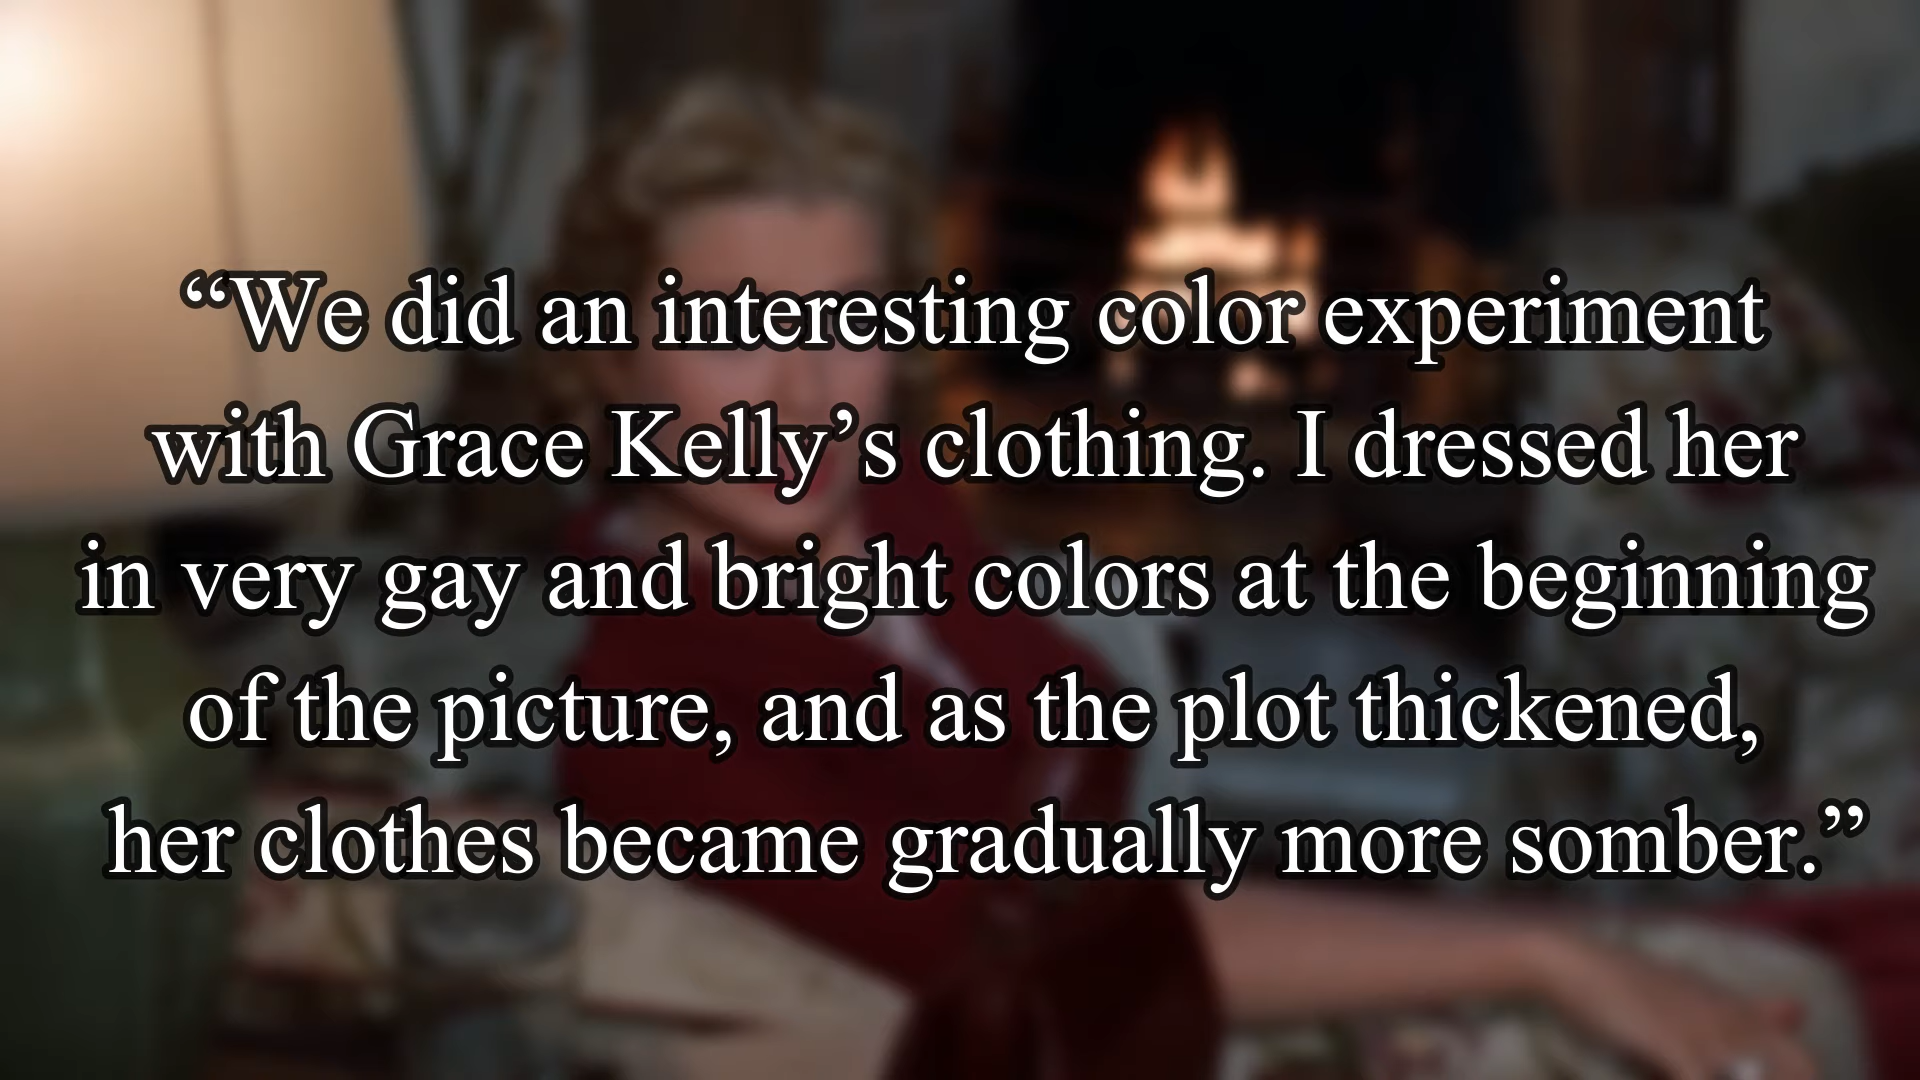 “We did an interesting color experiment
with Grace Kelly’s clothing. I dressed her
in very gay and bright colors at the beginning
of the picture, and as the plot thickened,
her clothes became gradually more somber.”